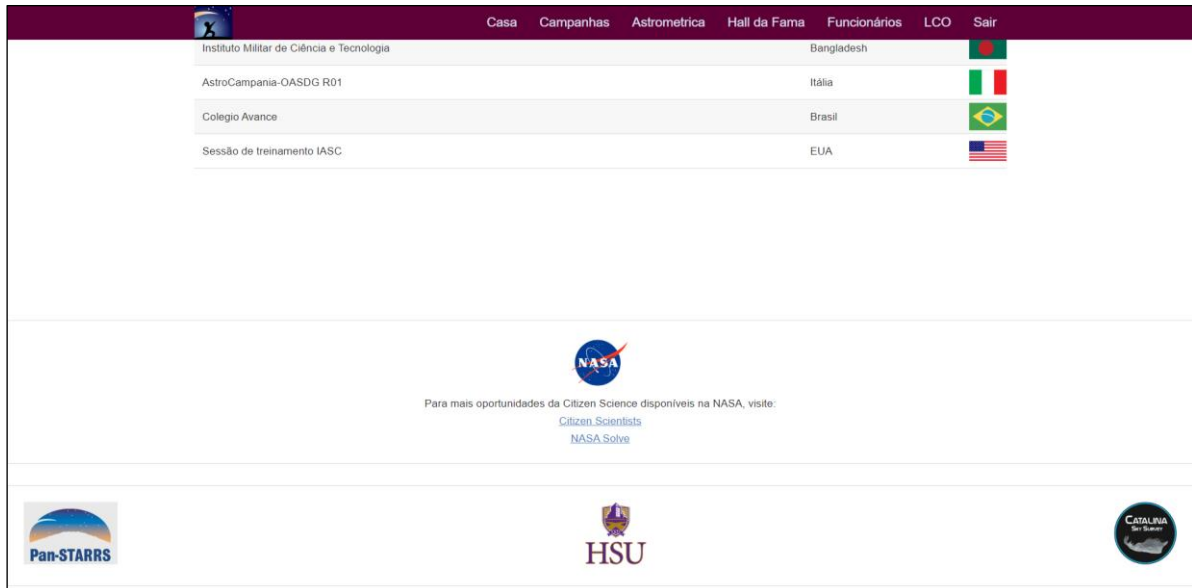 Casa Campanhas Astrometrica Hall da Fama Funcionários LCO Sair
Instituto Militar de Ciência e Tecnologia Bangladesh
AstroCampania-OASDG R01 Itália
Colegio Avance Brasil
Sessão de treinamento IASC EUA
NASA
Para mais oportunidades da Citizen Science disponíveis na NASA, visite:
Citizen Scientists
NASA Solve
Pan-STARRS
HSU
CATALINA
SKY SURVEY